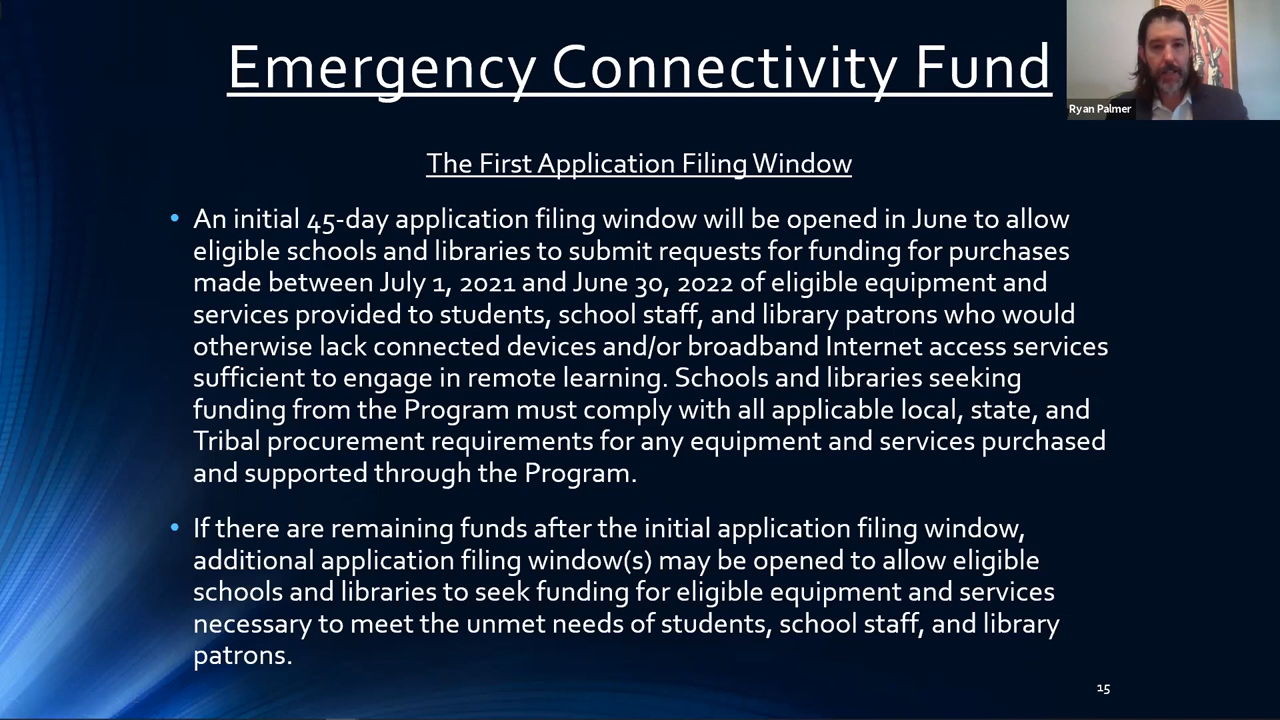 Emergency Connectivity Fund
Ryan Palmer
The First Application Filing Window
• An initial 45-day application filing window will be opened in June to allow
eligible schools and libraries to submit requests for funding for purchases
made between July 1, 2021 and June 30, 2022 of eligible equipment and
services provided to students, school staff, and library patrons who would
otherwise lack connected devices and/or broadband Internet access services
sufficient to engage in remote learning. Schools and libraries seeking
funding from the Program must comply with all applicable local, state, and
Tribal procurement requirements for any equipment and services purchased
and supported through the Program.
• If there are remaining funds after the initial application filing window,
additional application filing window(s) may be opened to allow eligible
schools and libraries to seek funding for eligible equipment and services
necessary to meet the unmet needs of students, school staff, and library
patrons.
15